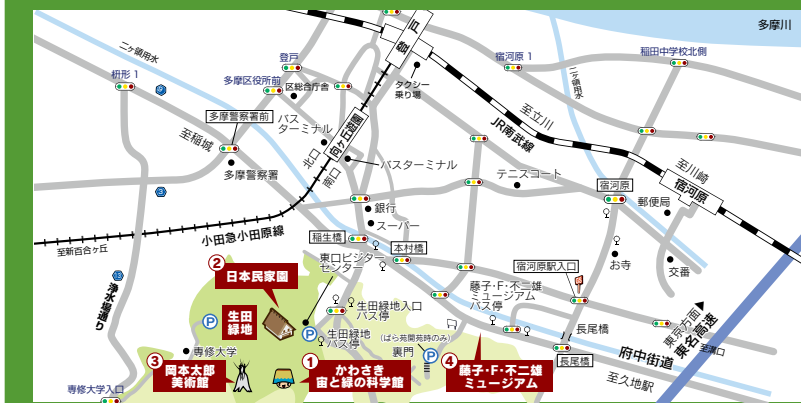 多摩川
二ヶ領用水
登戸
登戸
宿河原1
稲田中学校北側
枡形1
多摩区役所前
区総合庁舎
タクシー
乗り場
二ヶ領用水
至立川
JR南武線
多摩警察署前
至稲城
バス
ターミナル
向ヶ丘遊園
北口
南口
バスターミナル
多摩警察署
テニスコート
至川崎
宿河原
宿河原
郵便局
銀行
スーパー
小田急小田原線
至新百合ヶ丘
稲生橋
本村橋
東口ビジター
センター
宿河原駅入口
お寺
交番
②
日本民家園
生田
緑地
浄水場通り
P
生田緑地入口
バス停
生田緑地
バス停
P
藤子・F・不二雄
ミュージアム
バス停
(ばら苑開苑時のみ)
裏門
P
長尾橋
長尾橋
東京方面
東名高速
至溝口
府中街道
至久地駅
専修大学
③
岡本太郎
美術館
①
かわさき
宙と緑の科学館
④
藤子・F・不二雄
ミュージアム
専修大学入口